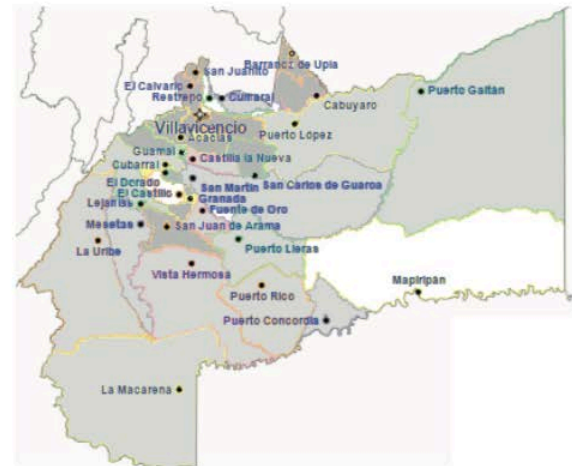 Barranca de Upía
San Juanito
El Calvario
Restrepo
Cumaral
Cabuyaro
Puerto Gaitán
Villavicencio
Puerto López
Acacías
Guamal
Castilla la Nueva
Cubarral
El Dorado
San Martín
San Carlos de Guaroa
El Castillo
Granada
Lejanías
Fuente de Oro
Mesetas
San Juan de Arama
La Uribe
Puerto Lleras
Vista Hermosa
Mapiripán
Puerto Rico
Puerto Concordia
La Macarena